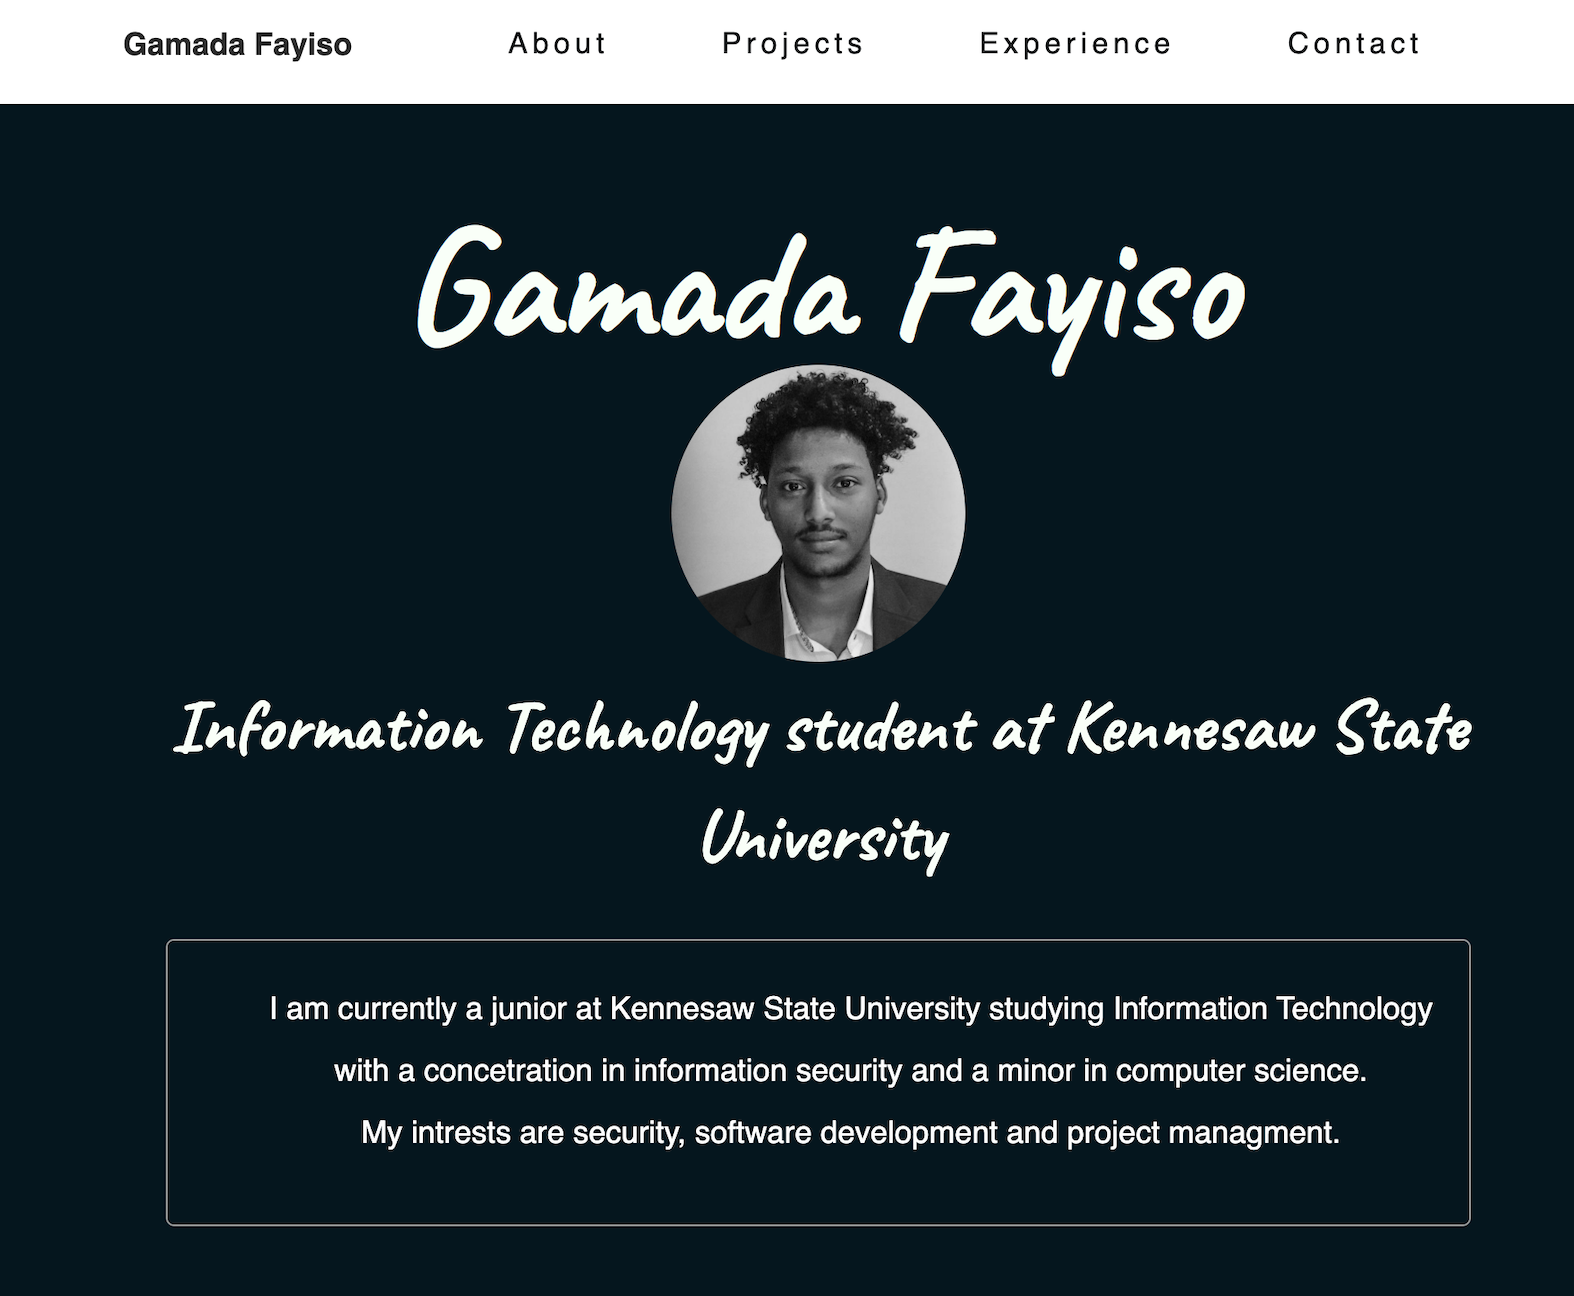 Gamada Fayiso About Projects Experience Contact
Gamada Fayiso
Information Technology student at Kennesaw State
University
I am currently a junior at Kennesaw State University studying Information Technology
with a concetration in information security and a minor in computer science.
My intrests are security, software development and project managment.